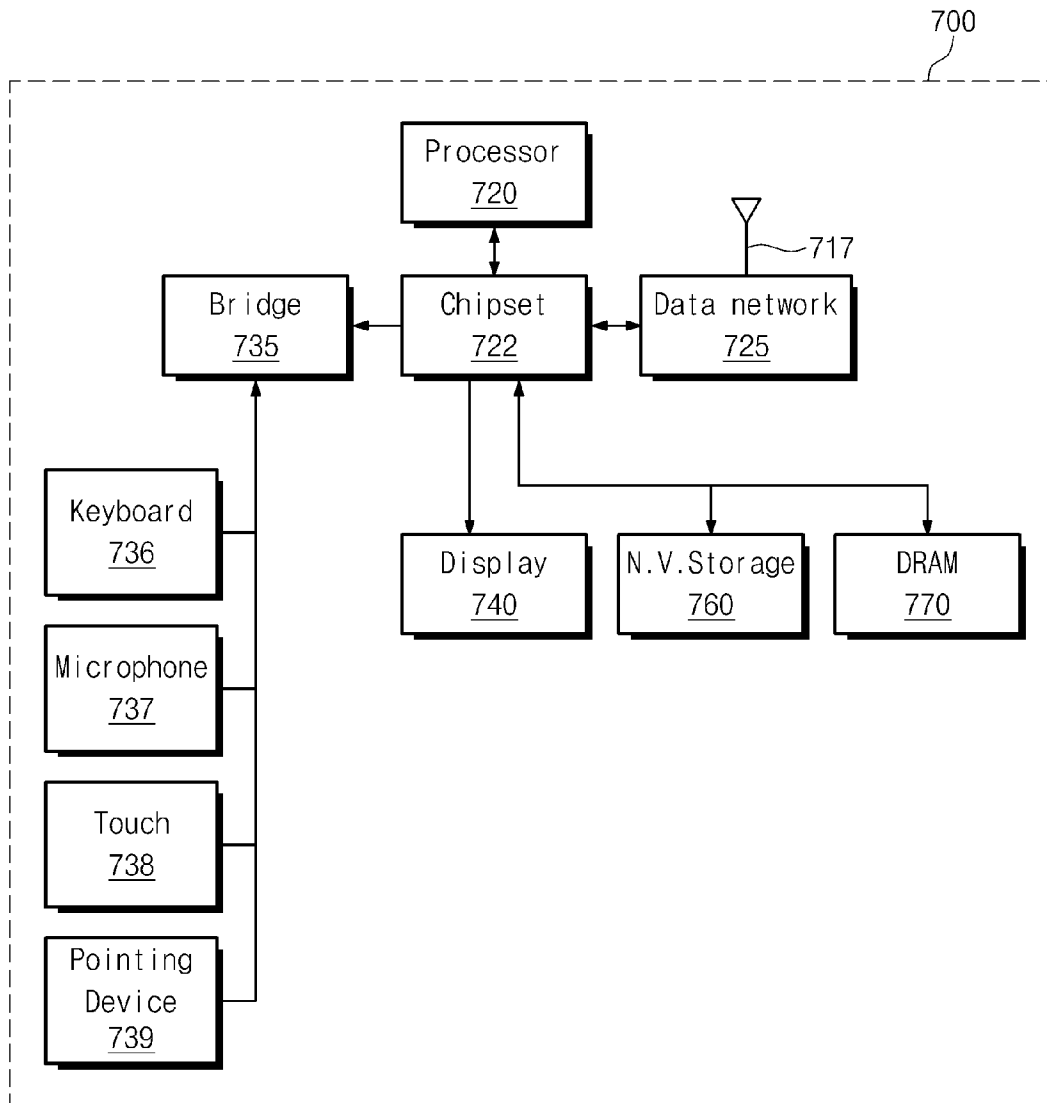 700
Processor
720
717
Bridge
735
Chipset
722
Data network
725
Keyboard
736
Display
740
N.V.Storage
760
DRAM
770
Microphone
737
Touch
738
Pointing
Device
739